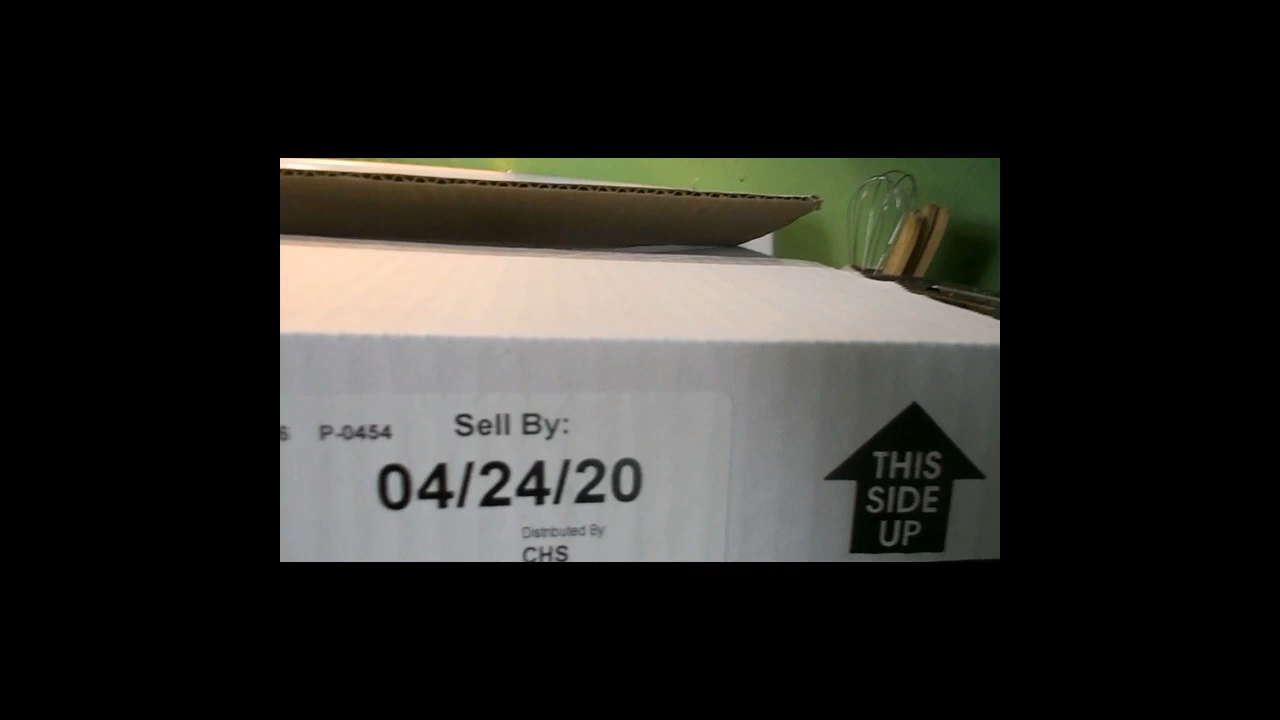 P-0454 Sell By:
04/24/20
Distributed By
CHS
THIS
SIDE
UP